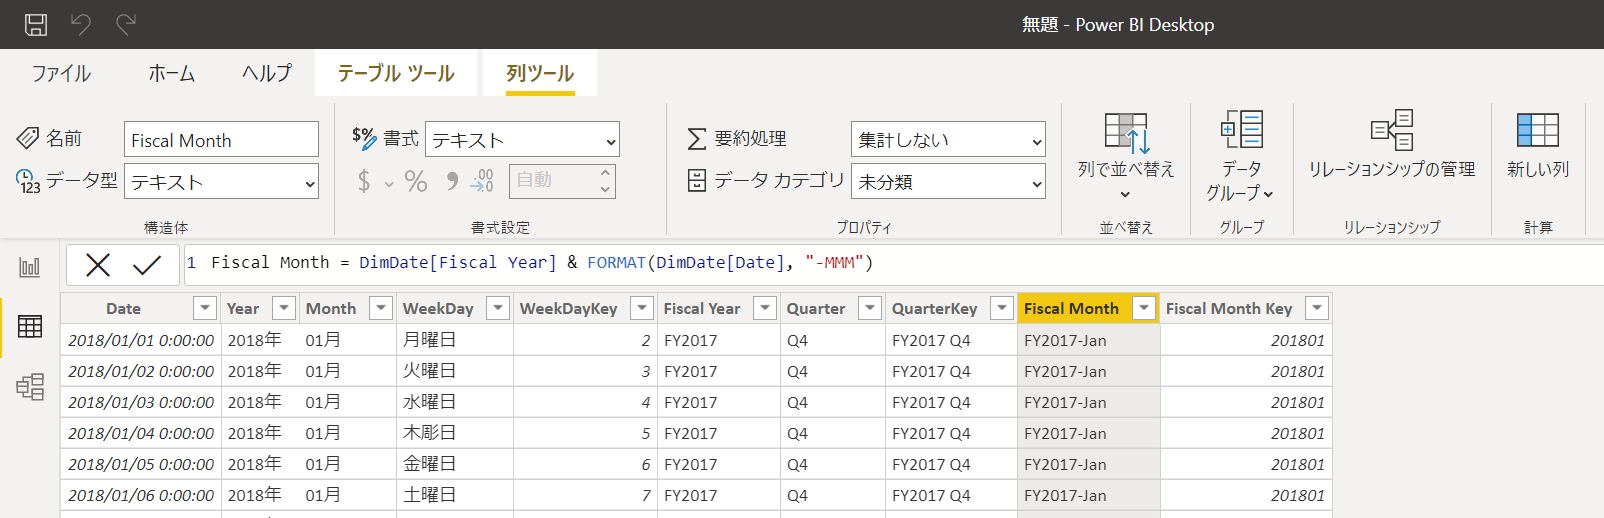 無題 - Power BI Desktop
ファイル ホーム ヘルプ テーブル ツール 列ツール
名前 Fiscal Month $% 書式 テキスト 要約処理 集計しない
123 データ型 テキスト $ % 9 .00 →.0 自動 データ カテゴリ 未分類
列で並べ替え データ グループ リレーションシップの管理 新しい列
構造体 書式設定 プロパティ 並べ替え グループ リレーションシップ 計算
1 Fiscal Month = DimDate[Fiscal Year] & FORMAT(DimDate[Date], "-MMM")
Date Year Month WeekDay WeekDayKey Fiscal Year Quarter QuarterKey Fiscal Month Fiscal Month Key
2018/01/01 0:00:00 2018年 01月 月曜日 2 FY2017 Q4 FY2017 Q4 FY2017-Jan 201801
2018/01/02 0:00:00 2018年 01月 火曜日 3 FY2017 Q4 FY2017 Q4 FY2017-Jan 201801
2018/01/03 0:00:00 2018年 01月 水曜日 4 FY2017 Q4 FY2017 Q4 FY2017-Jan 201801
2018/01/04 0:00:00 2018年 01月 木彫日 5 FY2017 Q4 FY2017 Q4 FY2017-Jan 201801
2018/01/05 0:00:00 2018年 01月 金曜日 6 FY2017 Q4 FY2017 Q4 FY2017-Jan 201801
2018/01/06 0:00:00 2018年 01月 土曜日 7 FY2017 Q4 FY2017 Q4 FY2017-Jan 201801